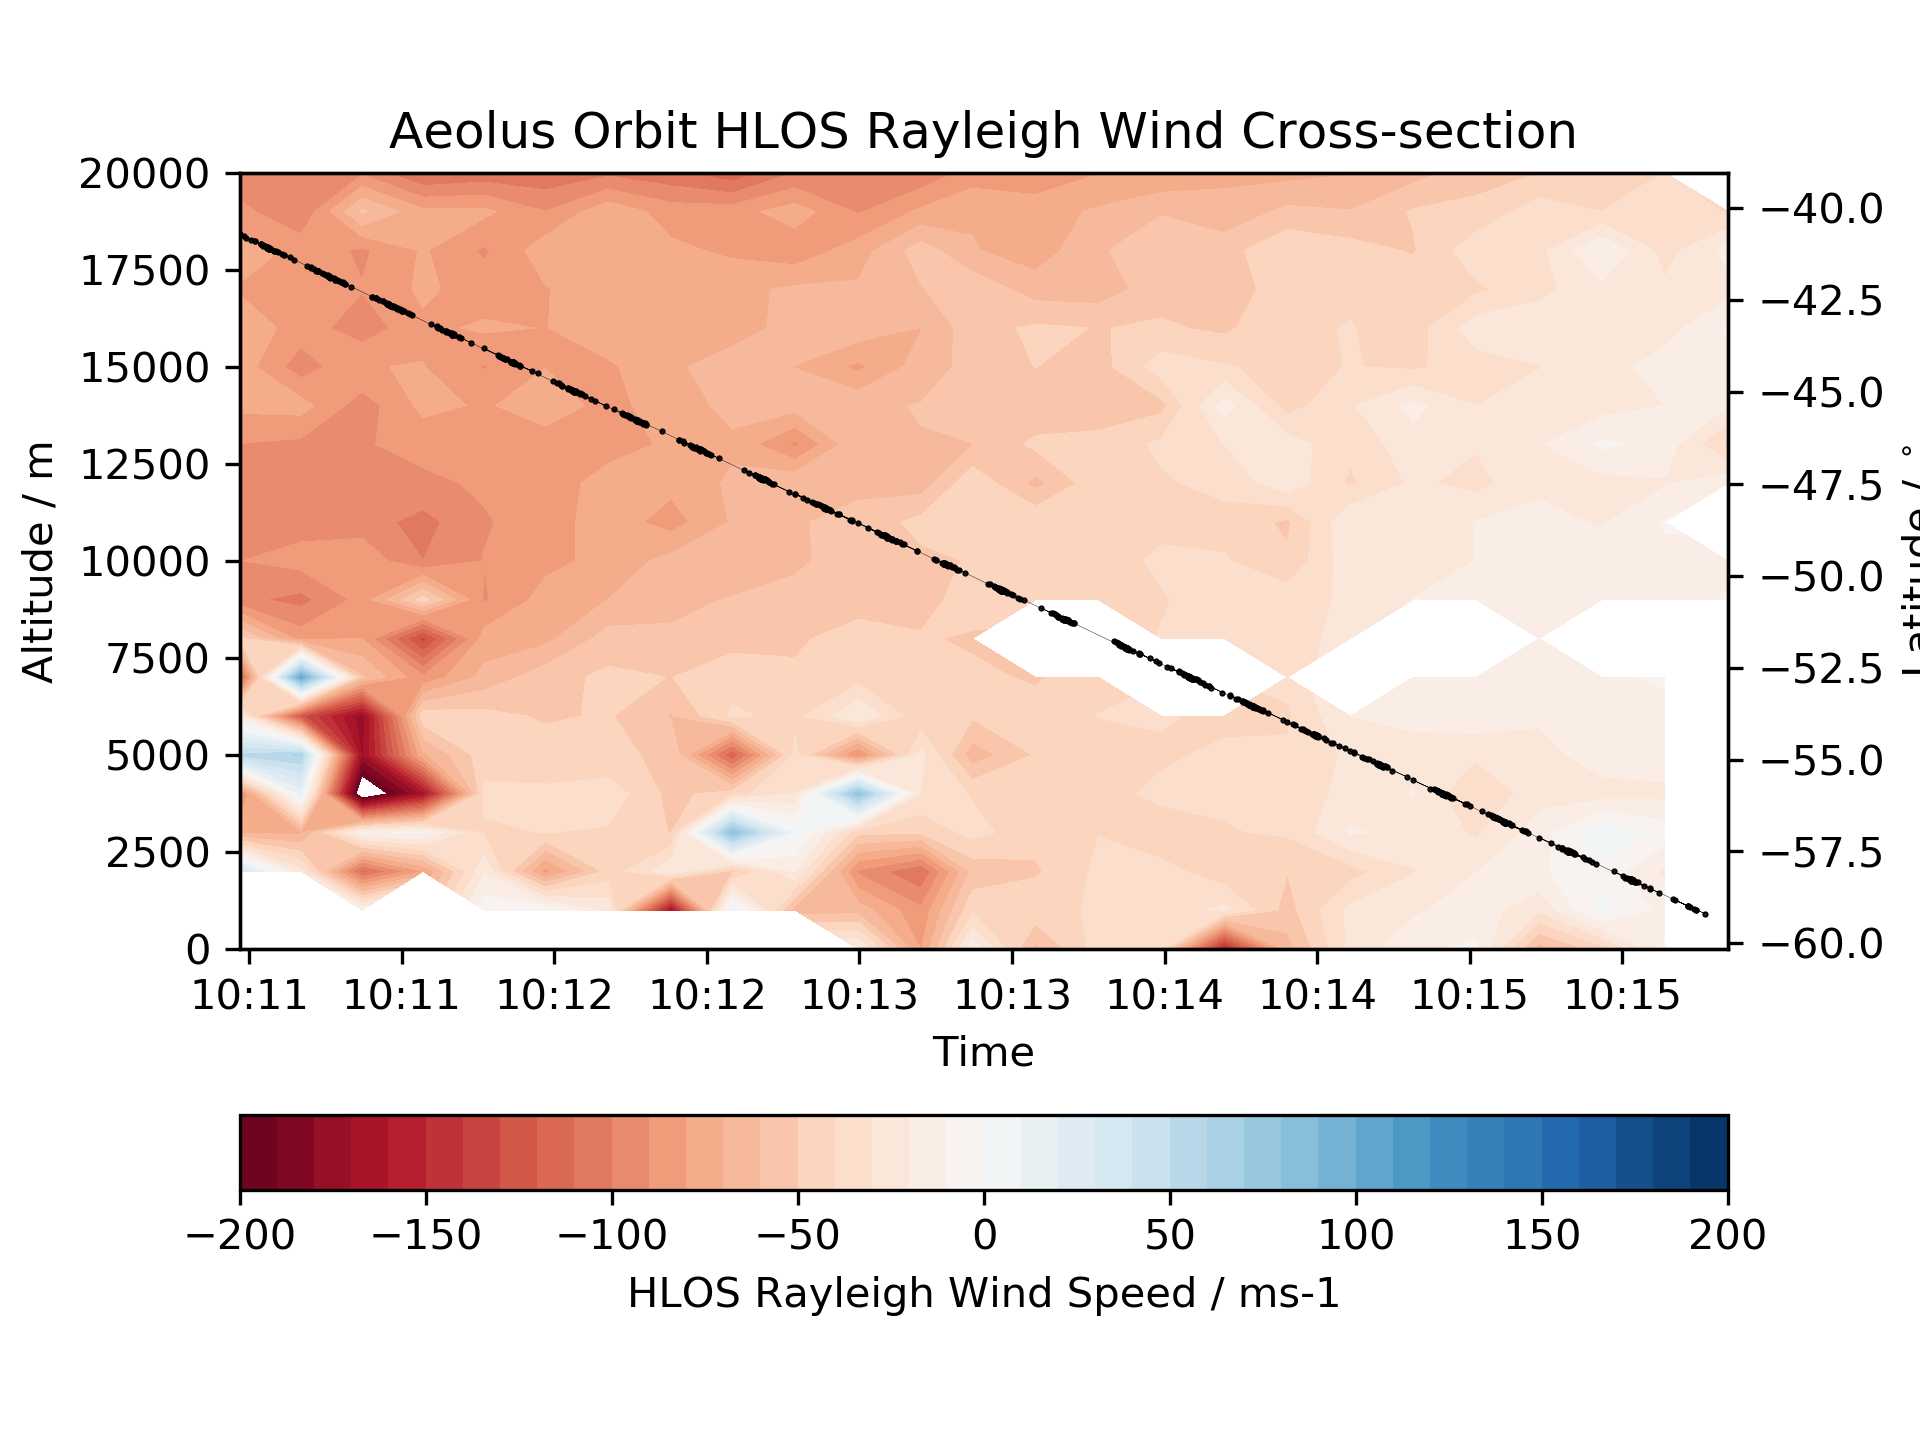 Aeolus Orbit HLOS Rayleigh Wind Cross-section
20000
17500
15000
12500
10000
7500
5000
2500
0
Altitude / m
−40.0
−42.5
−45.0
−47.5
−50.0
−52.5
−55.0
−57.5
−60.0
Latitude / °
10:11 10:11 10:12 10:12 10:13 10:13 10:14 10:14 10:15 10:15
Time
−200 −150 −100 −50 0 50 100 150 200
HLOS Rayleigh Wind Speed / ms-1